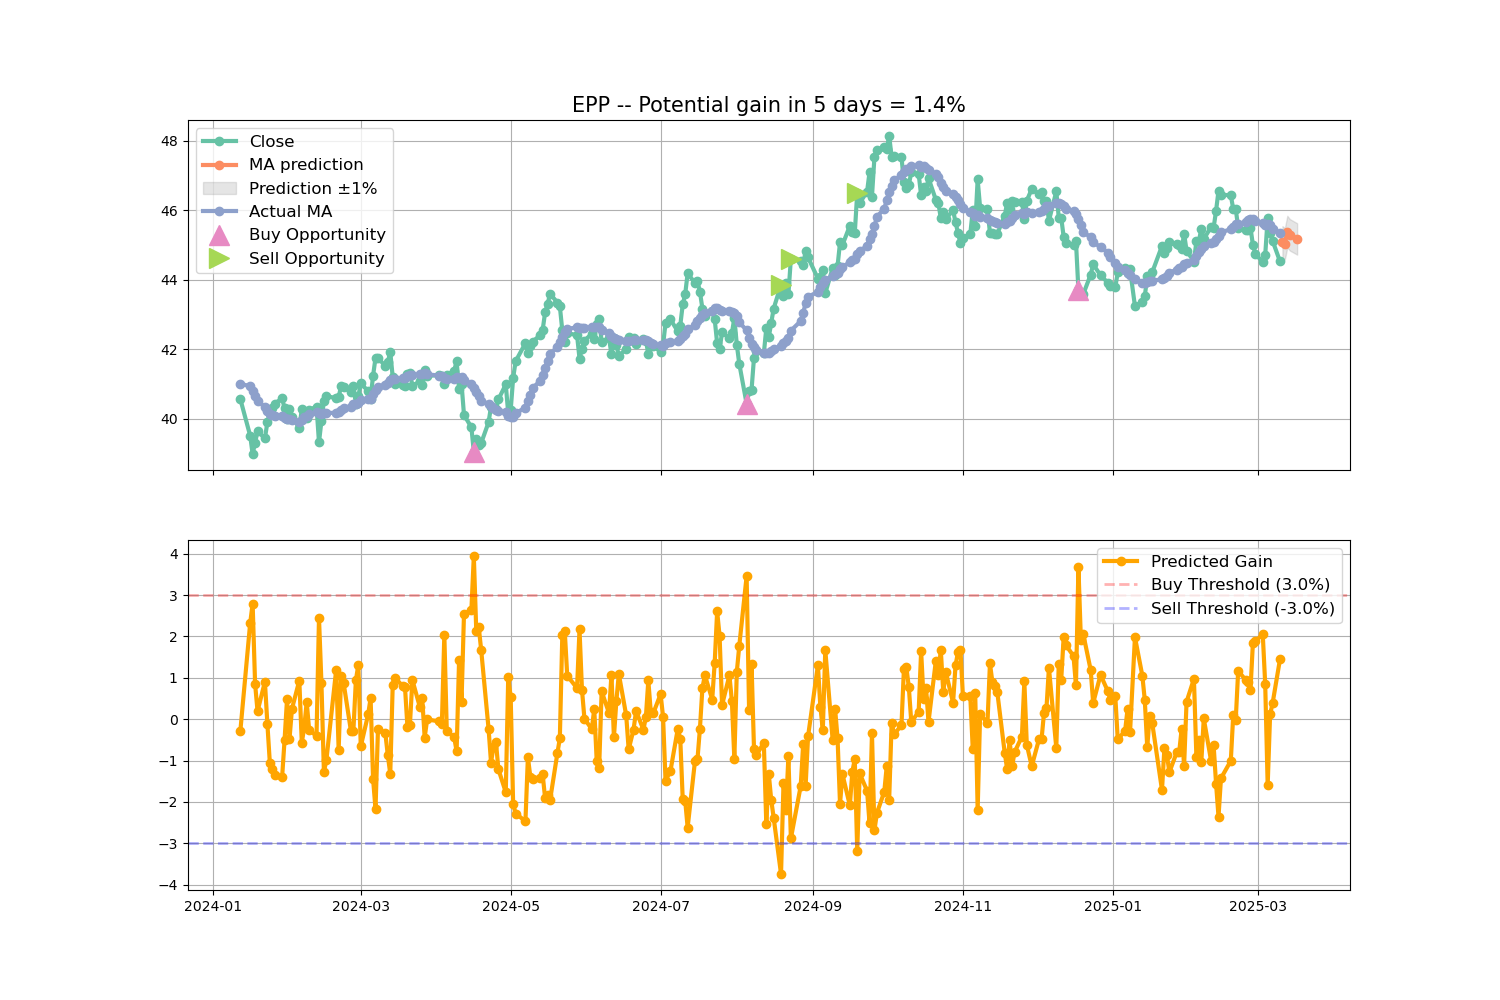 EPP -- Potential gain in 5 days = 1.4%
48
46
44
42
40
Close
MA prediction
Prediction ±1%
Actual MA
Buy Opportunity
Sell Opportunity
4
3
2
1
0
−1
−2
−3
−4
Predicted Gain
Buy Threshold (3.0%)
Sell Threshold (-3.0%)
2024-01
2024-03
2024-05
2024-07
2024-09
2024-11
2025-01
2025-03